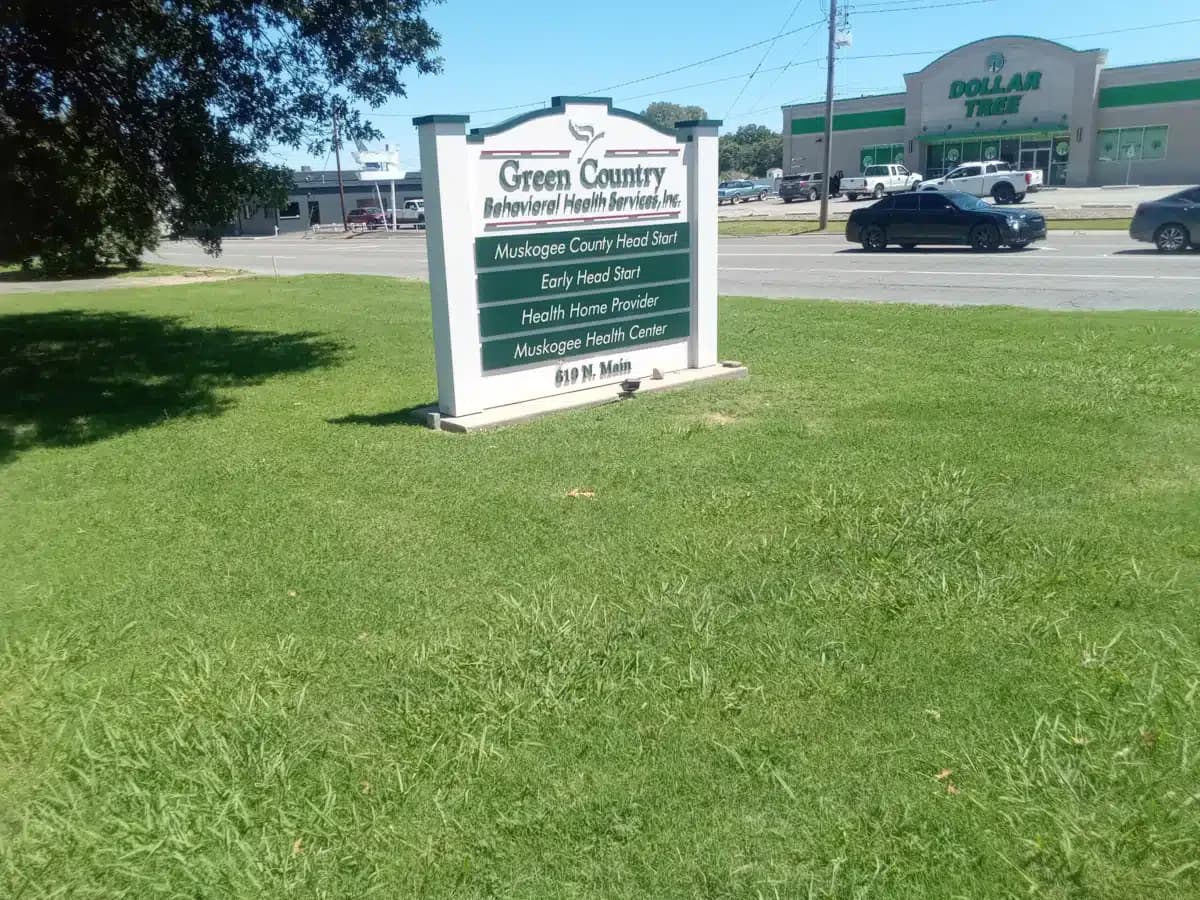 Green Country
Behavioral Health Services, Inc.
Muskogee County Head Start
Early Head Start
Health Home Provider
Muskogee Health Center
619 N. Main
DOLLAR
TREE